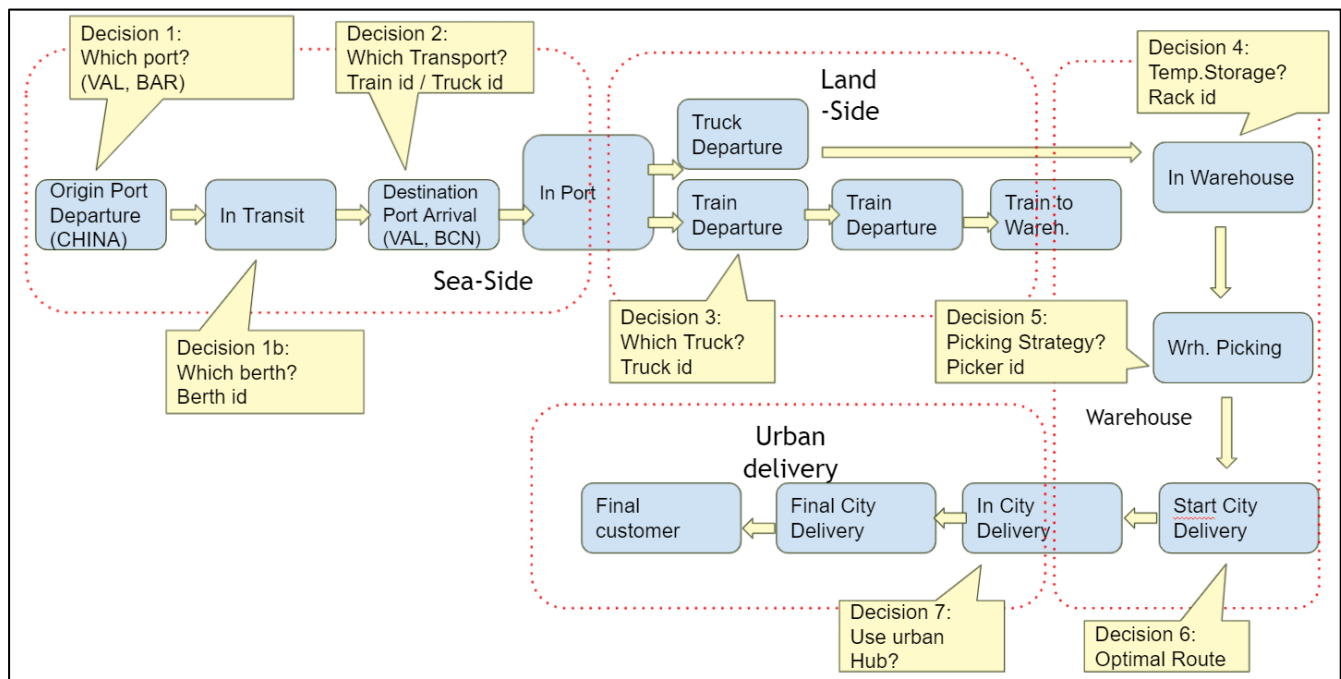 Decision 1:
Which port?
(VAL, BAR)
Decision 2:
Which Transport?
Train id / Truck id
Decision 4:
Temp.Storage?
Rack id
Land
-Side
Truck
Departure
In Warehouse
Origin Port
Departure
(CHINA)
In Transit
Destination
Port Arrival
(VAL, BCN)
In Port
Train
Departure
Train
Departure
Train to
Wareh.
Sea-Side
Decision 1b:
Which berth?
Berth id
Decision 3:
Which Truck?
Truck id
Decision 5:
Picking Strategy?
Picker id
Wrh. Picking
Warehouse
Urban
delivery
Final
customer
Final City
Delivery
In City
Delivery
Start City
Delivery
Decision 7:
Use urban
Hub?
Decision 6:
Optimal Route